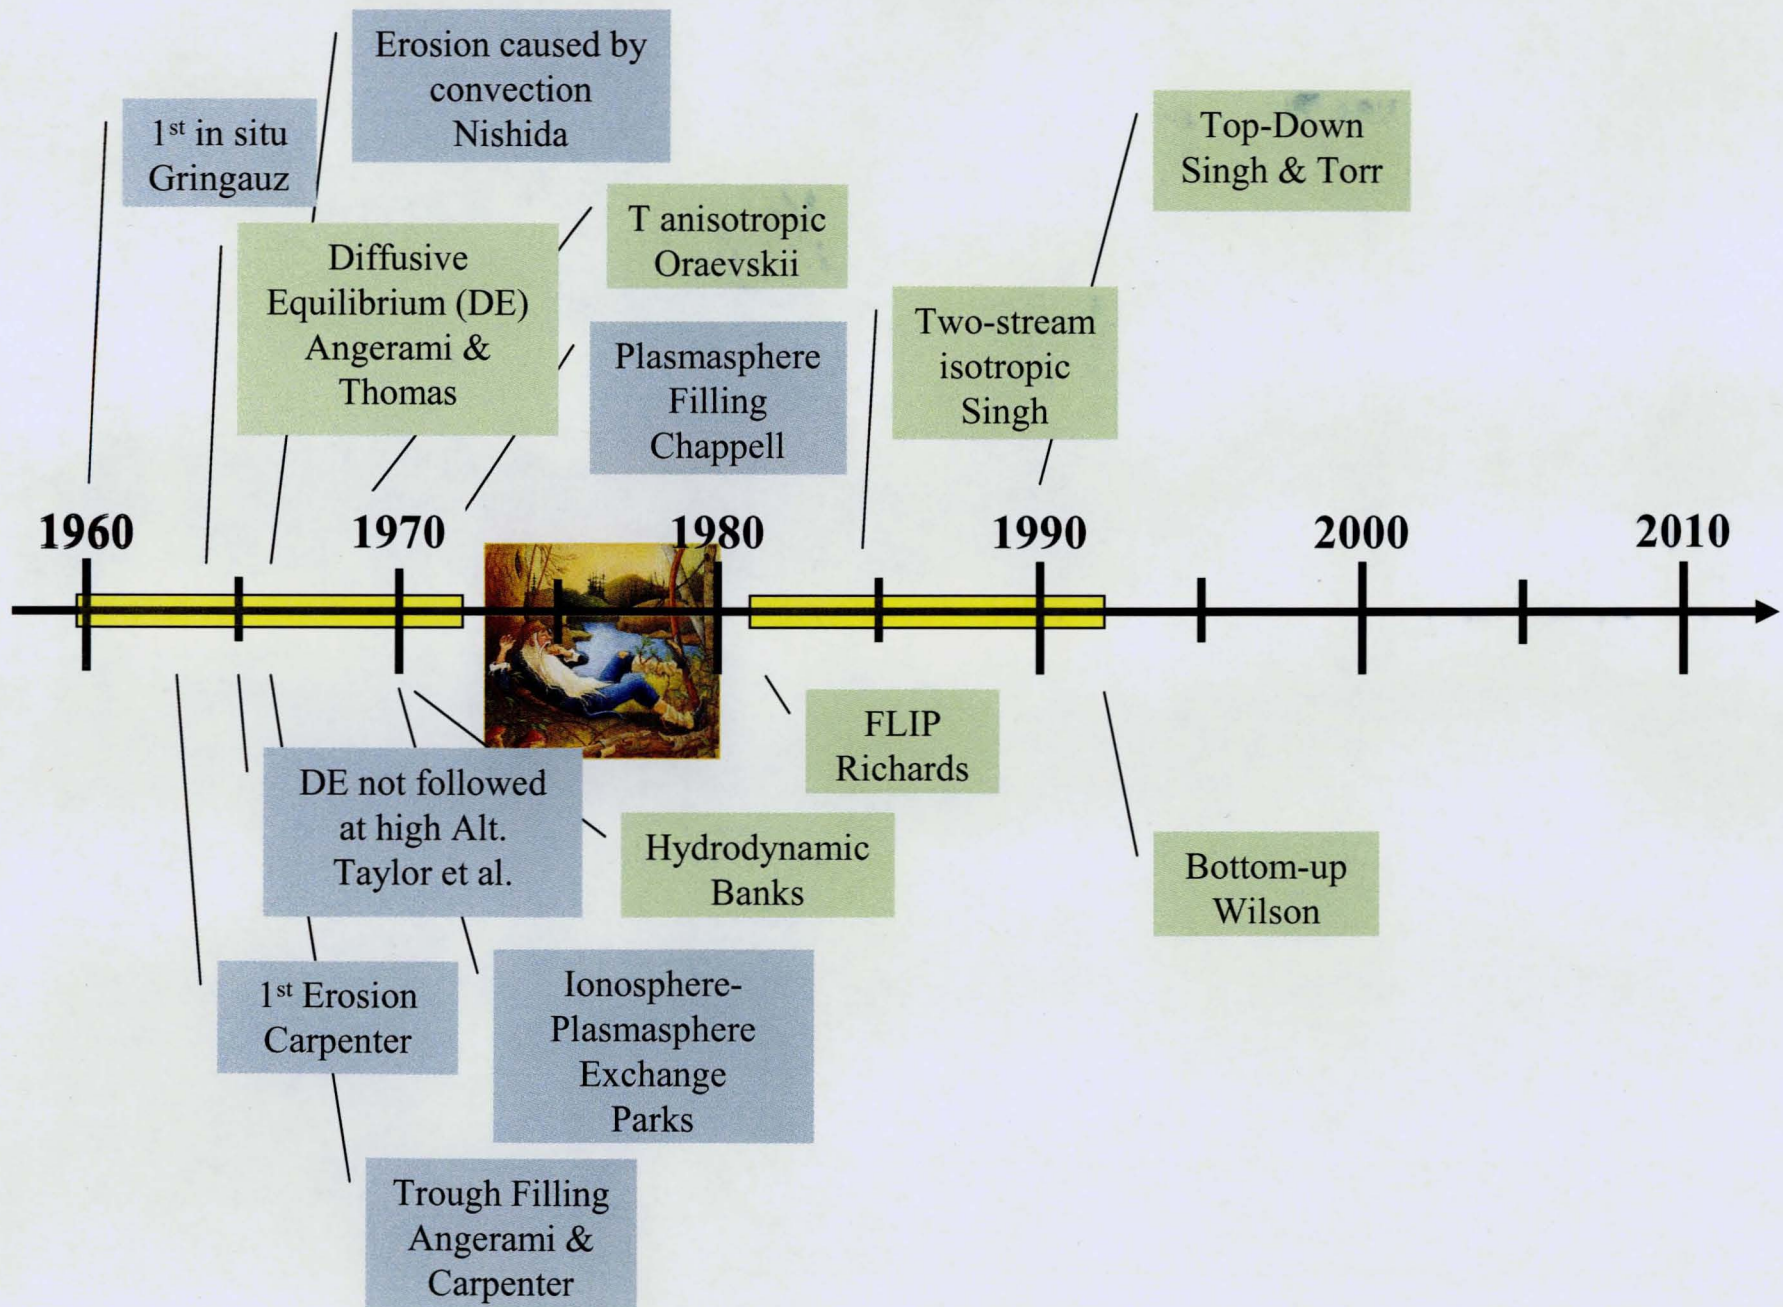 Erosion caused by
convection
Nishida
1st in situ
Gringauz
Top-Down
Singh & Torr
T anisotropic
Oraevskii
Diffusive
Equilibrium (DE)
Angerami &
Thomas
Two-stream
isotropic
Singh
Plasmasphere
Filling
Chappell
1960
1970
1980
1990
2000
2010
FLIP
Richards
DE not followed
at high Alt.
Taylor et al.
Hydrodynamic
Banks
Bottom-up
Wilson
1st Erosion
Carpenter
Ionosphere-
Plasmasphere
Exchange
Parks
Trough Filling
Angerami &
Carpenter